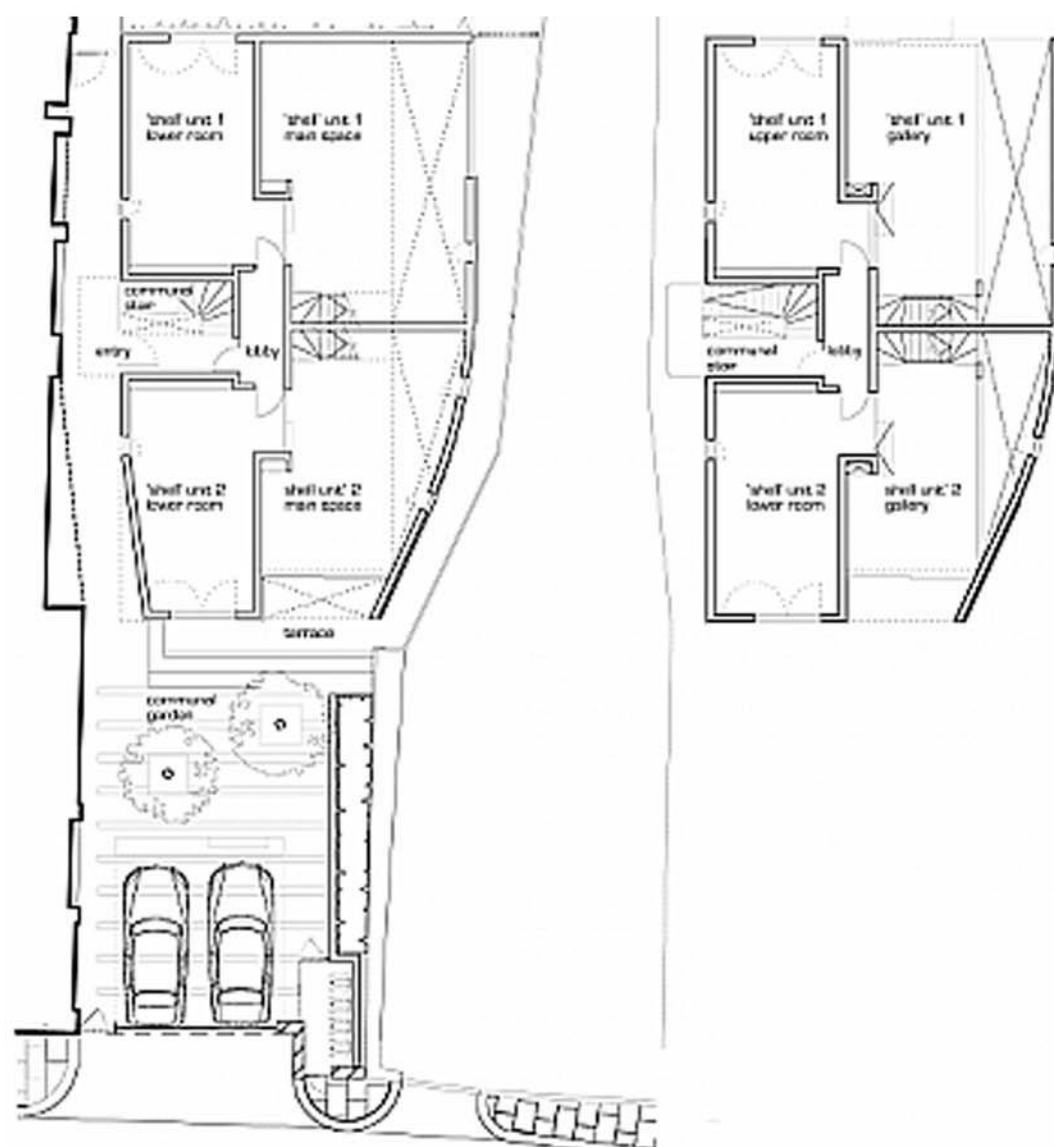 'shell' unit 1
lower room
'shell' unit 1
main space
communal
stair
entry
lobby
'shell' unit 2
lower room
'shell unit' 2
main space
terrace
communal
garden
'shell' unit 1
upper room
'shell' unit 1
gallery
communal
stair
lobby
'shell' unit 2
lower room
'shell unit' 2
gallery